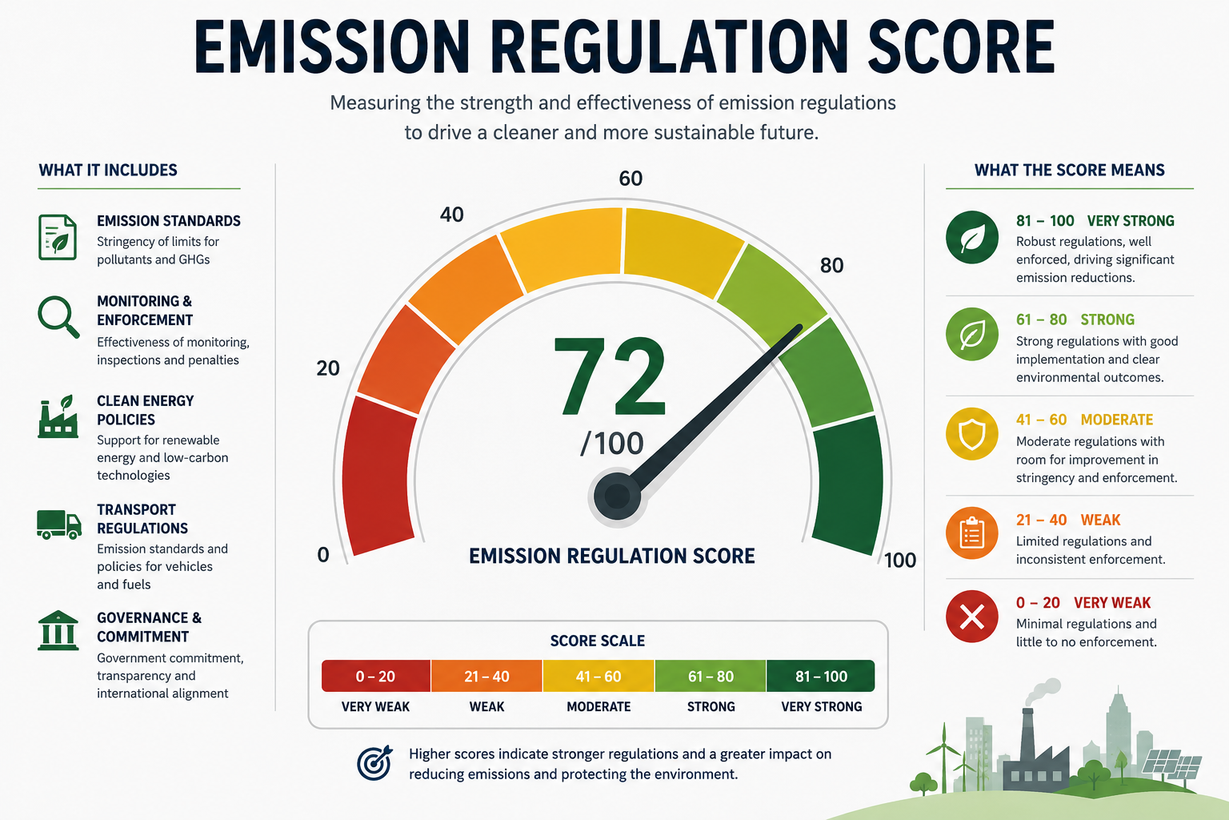 EMISSION REGULATION SCORE
Measuring the strength and effectiveness of emission regulations
to drive a cleaner and more sustainable future.
WHAT IT INCLUDES
EMISSION STANDARDS
Stringency of limits for
pollutants and GHGs
MONITORING &
ENFORCEMENT
Effectiveness of monitoring,
inspections and penalties
CLEAN ENERGY
POLICIES
Support for renewable
energy and low-carbon
technologies
TRANSPORT
REGULATIONS
Emission standards and
policies for vehicles
and fuels
GOVERNANCE &
COMMITMENT
Government commitment,
transparency and
international alignment
0
20
40
60
80
100
72
/100
EMISSION REGULATION SCORE
SCORE SCALE
0 – 20 21 – 40 41 – 60 61 – 80 81 – 100
VERY WEAK WEAK MODERATE STRONG VERY STRONG
Higher scores indicate stronger regulations and a greater impact on
reducing emissions and protecting the environment.
WHAT THE SCORE MEANS
81 – 100 VERY STRONG
Robust regulations, well
enforced, driving significant
emission reductions.
61 – 80 STRONG
Strong regulations with good
implementation and clear
environmental outcomes.
41 – 60 MODERATE
Moderate regulations with
room for improvement in
stringency and enforcement.
21 – 40 WEAK
Limited regulations and
inconsistent enforcement.
0 – 20 VERY WEAK
Minimal regulations and
little to no enforcement.